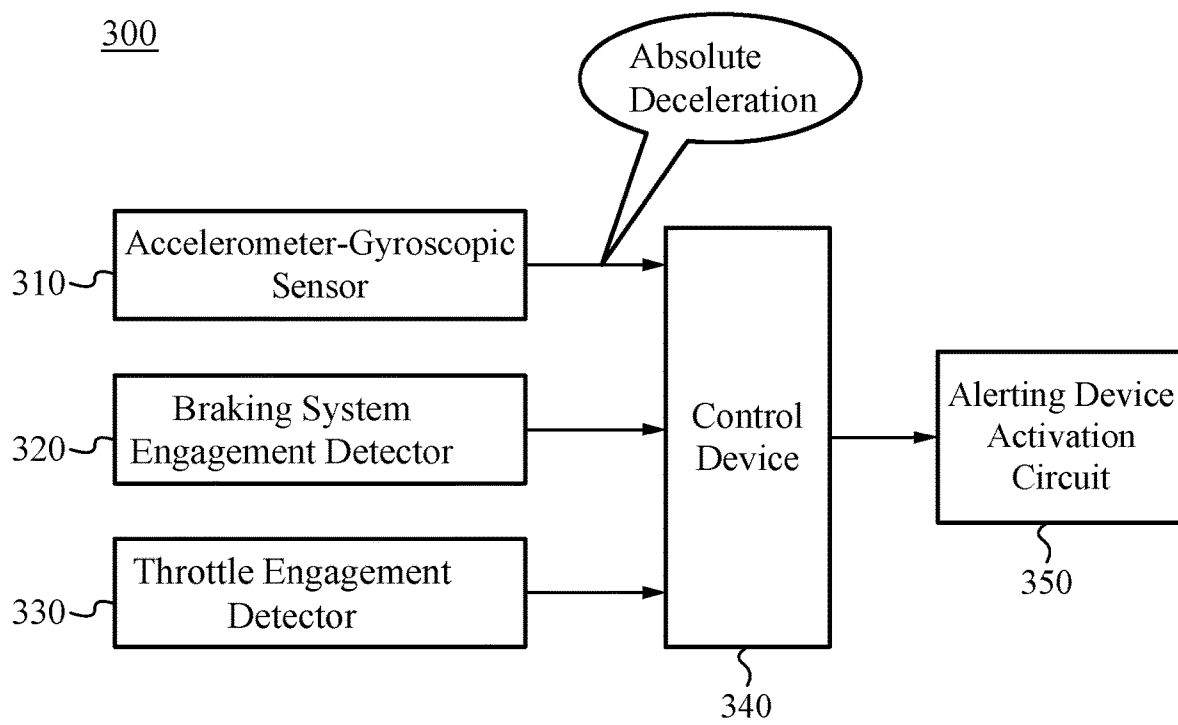 300
Absolute
Deceleration
Accelerometer-Gyroscopic
Sensor
310
Braking System
Engagement Detector
320
Throttle Engagement
Detector
330
Control
Device
340
Alerting Device
Activation
Circuit
350